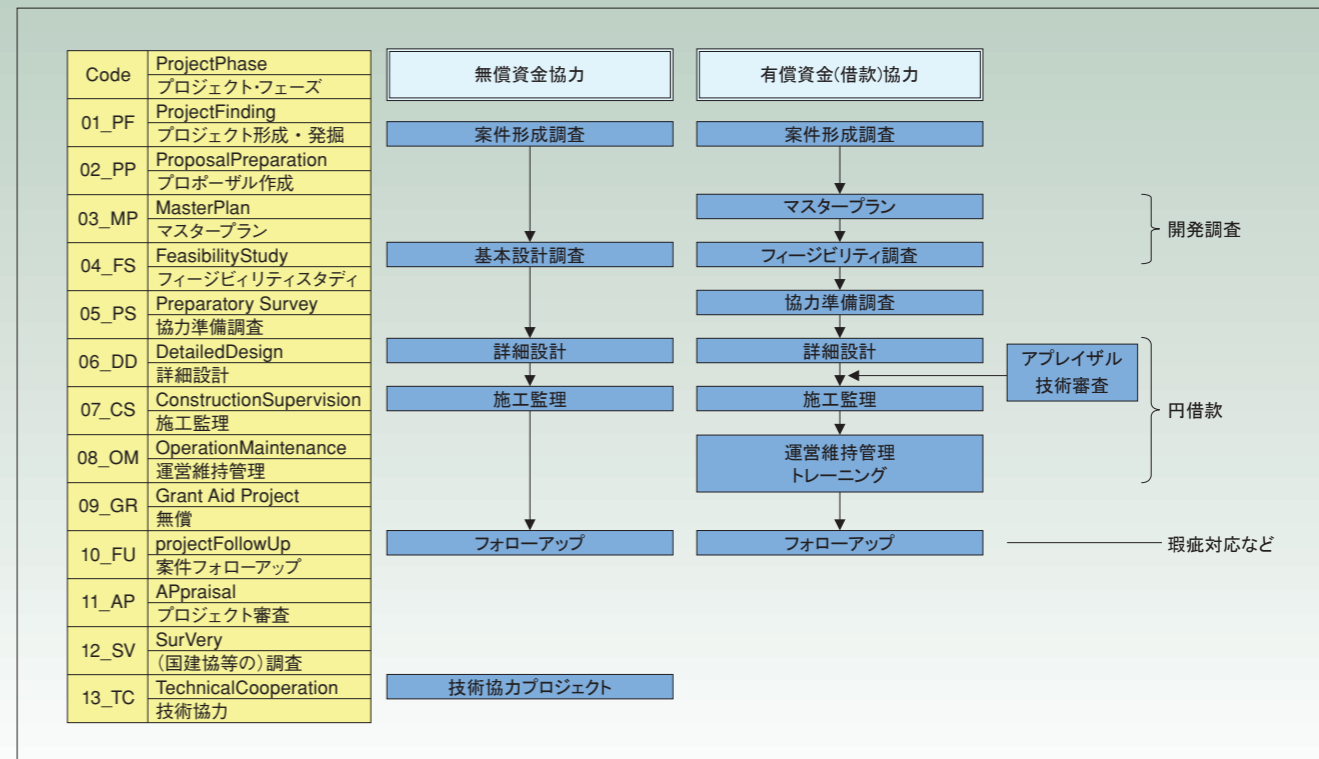 Code
ProjectPhase
プロジェクト・フェーズ
無償資金協力
有償資金(借款)協力
01_PF
ProjectFinding
プロジェクト形成・発掘
案件形成調査
案件形成調査
02_PP
ProposalPreparation
プロポーザル作成
03_MP
MasterPlan
マスタープラン
マスタープラン
開発調査
04_FS
FeasibilityStudy
フィージビィリティスタディ
基本設計調査
フィージビリティ調査
05_PS
Preparatory Survey
協力準備調査
協力準備調査
06_DD
DetailedDesign
詳細設計
詳細設計
詳細設計
アプレイザル
技術審査
07_CS
ConstructionSupervision
施工監理
施工監理
施工監理
円借款
08_OM
OperationMaintenance
運営維持管理
運営維持管理
トレーニング
09_GR
Grant Aid Project
無償
10_FU
projectFollowUp
案件フォローアップ
フォローアップ
フォローアップ
瑕疵対応など
11_AP
APpraisal
プロジェクト審査
12_SV
SurVery
(国建協等の)調査
13_TC
TechnicalCooperation
技術協力
技術協力プロジェクト